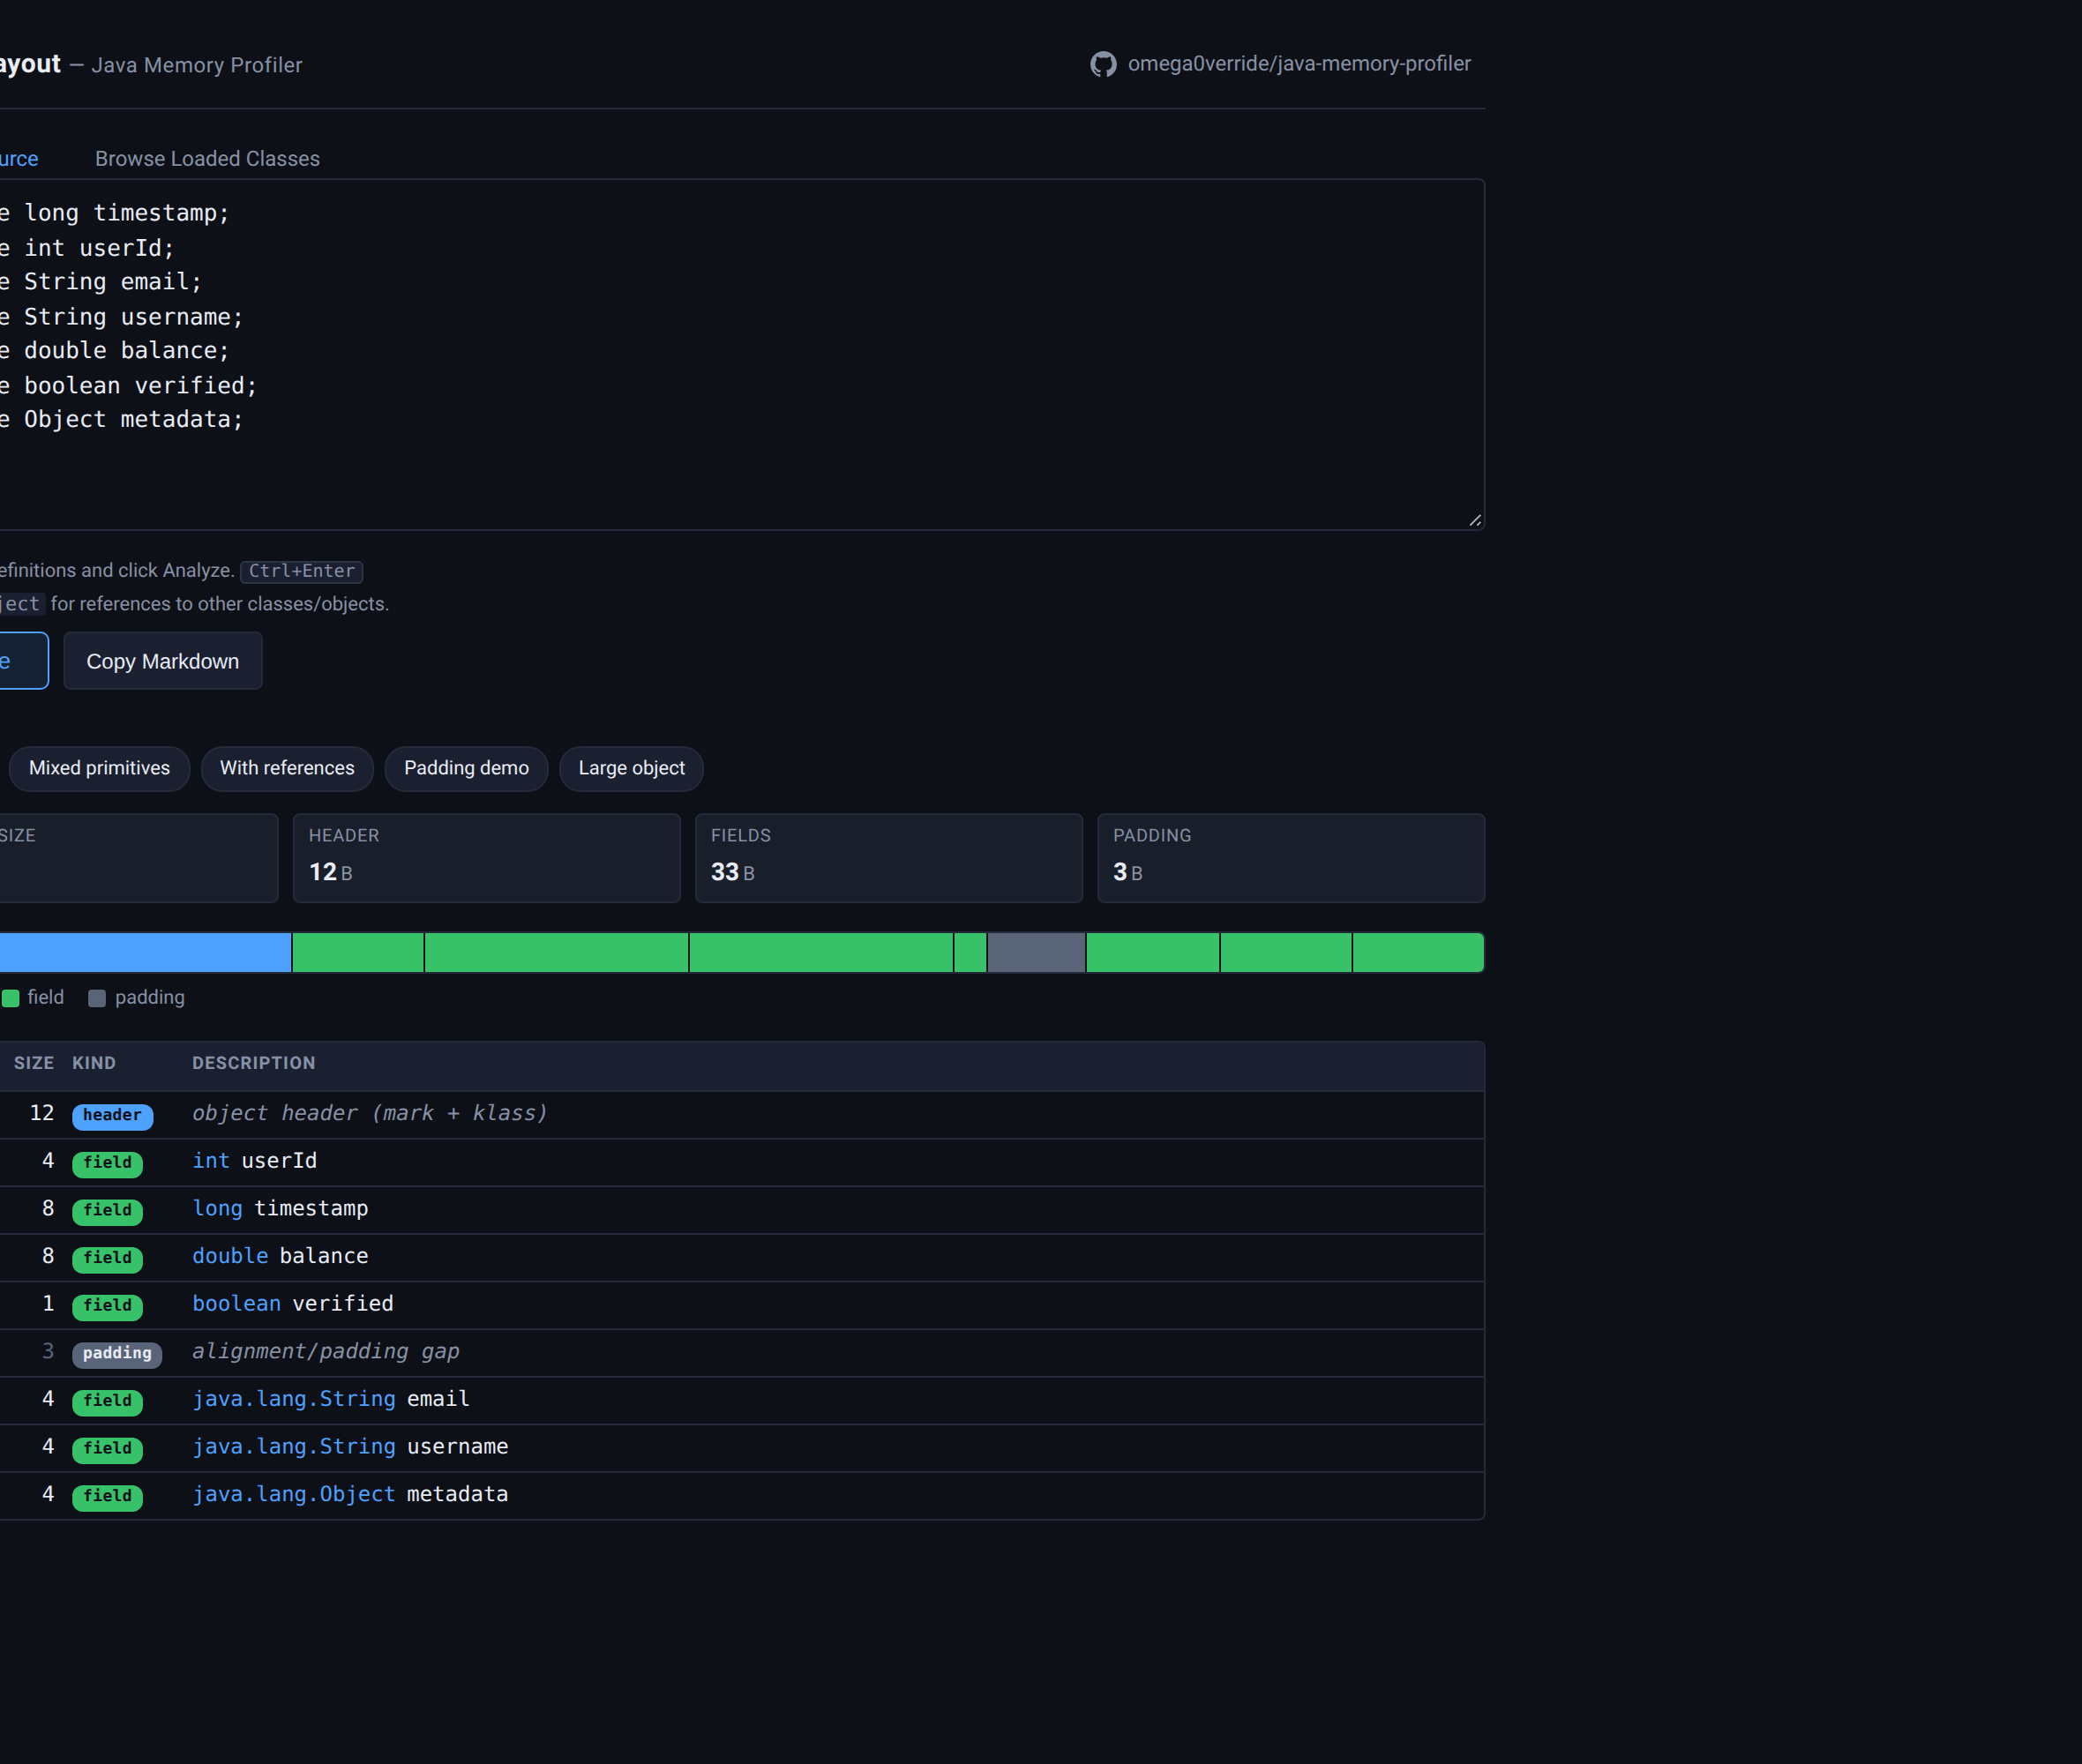 ayout – Java Memory Profiler
omega0verride/java-memory-profiler
urce Browse Loaded Classes
e long timestamp;
e int userId;
e String email;
e String username;
e double balance;
e boolean verified;
e Object metadata;
efinitions and click Analyze. Ctrl+Enter
ject for references to other classes/objects.
e Copy Markdown
Mixed primitives With references Padding demo Large object
SIZE HEADER FIELDS PADDING
12 B 33 B 3 B
field padding
SIZE KIND DESCRIPTION
12 header object header (mark + klass)
4 field int userId
8 field long timestamp
8 field double balance
1 field boolean verified
3 padding alignment/padding gap
4 field java.lang.String email
4 field java.lang.String username
4 field java.lang.Object metadata